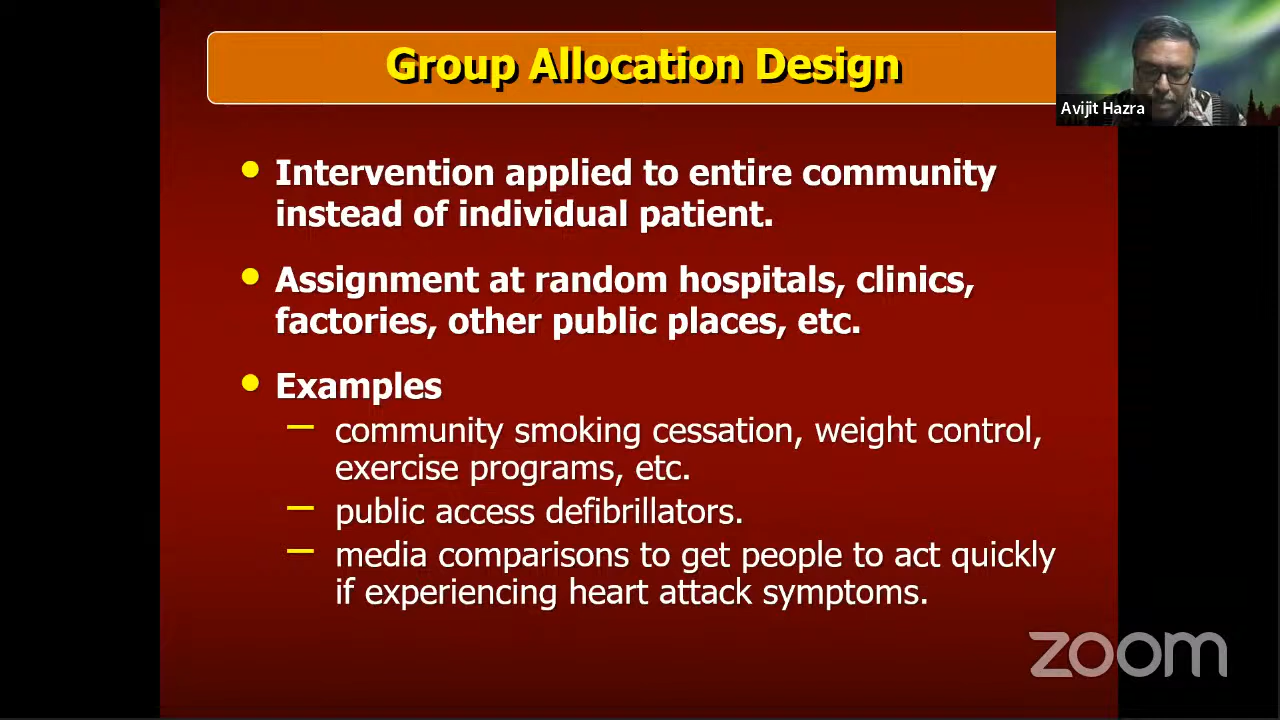 Group Allocation Design
Avijit Hazra
Intervention applied to entire community
instead of individual patient.
Assignment at random hospitals, clinics,
factories, other public places, etc.
Examples
— community smoking cessation, weight control,
exercise programs, etc.
— public access defibrillators.
— media comparisons to get people to act quickly
if experiencing heart attack symptoms.
zoom